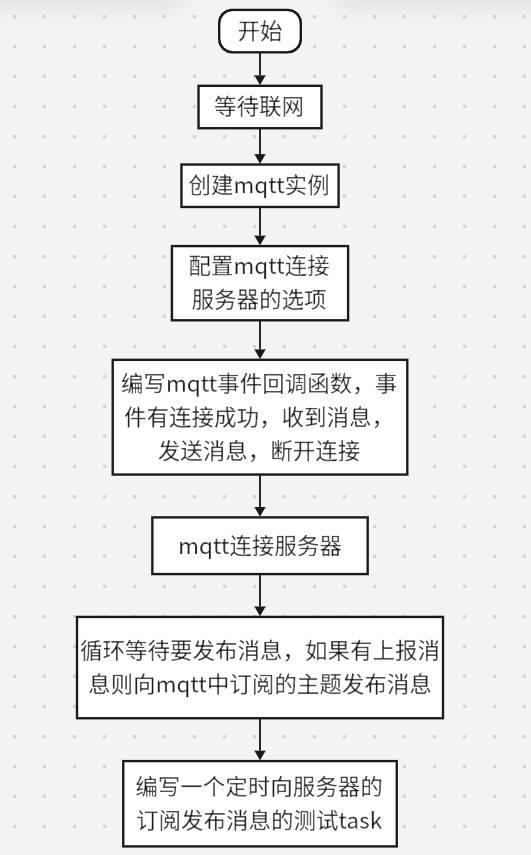 开始
等待联网
创建mqtt实例
配置mqtt连接
服务器的选项
编写mqtt事件回调函数，事
件有连接成功，收到消息，
发送消息，断开连接
mqtt连接服务器
循环等待要发布消息，如果有上报消
息则向mqtt中订阅的主题发布消息
编写一个定时向服务器的
订阅发布消息的测试task